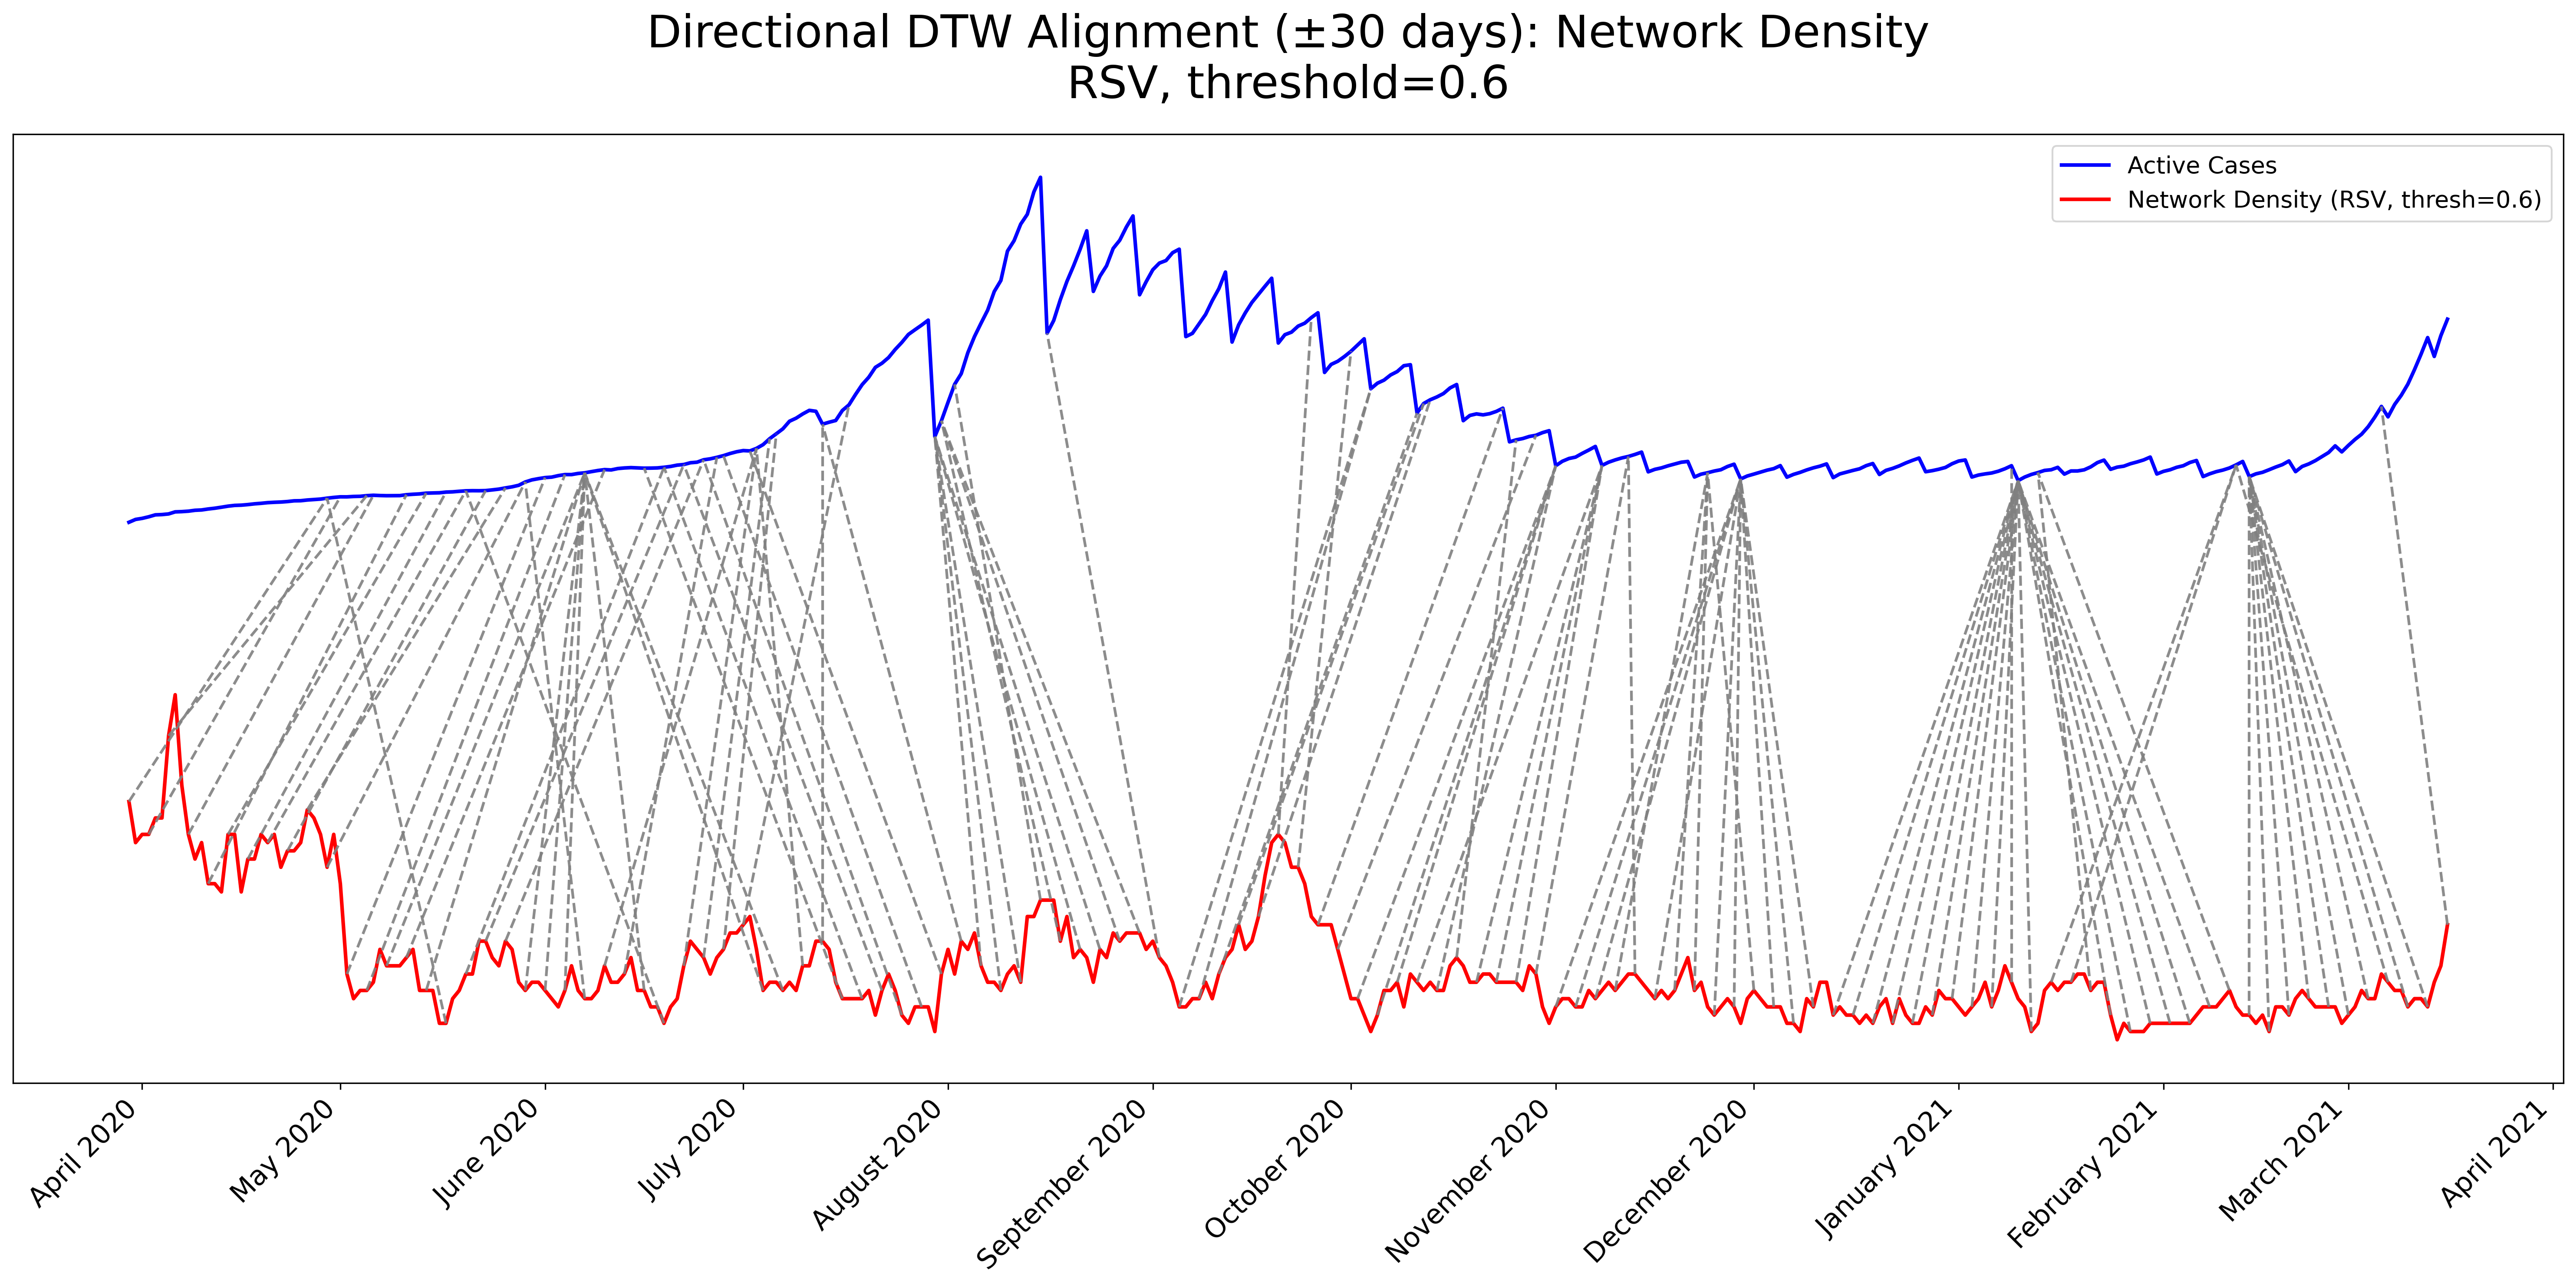 Directional DTW Alignment (±30 days): Network Density
RSV, threshold=0.6
Active Cases
Network Density (RSV, thresh=0.6)
April 2020
May 2020
June 2020
July 2020
August 2020
September 2020
October 2020
November 2020
December 2020
January 2021
February 2021
March 2021
April 2021